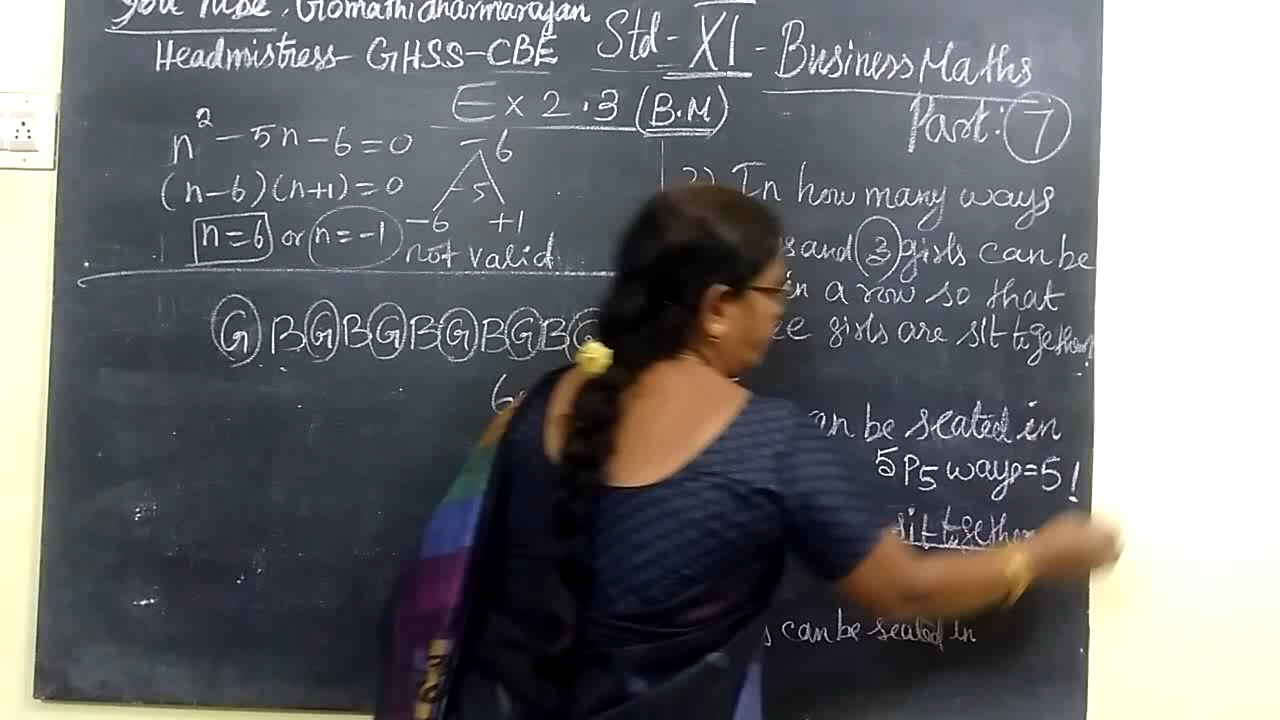 You Tube, Gomathidharmarajan
Headmistress - GHSS - CBE
Std - XI - Business Maths
Ex 2.3 (B.M)
Part: 7
n² - 5n - 6 = 0
(n-6)(n+1) = 0
n = 6 or n = -1
not valid
-6
-5
-6 +1
G B G B G B G B G B G
6
2) In how many ways
and 3 girls can be
in a row so that
girls are sit together?
can be seated in
5P5 ways = 5!
sit together
can be seated in